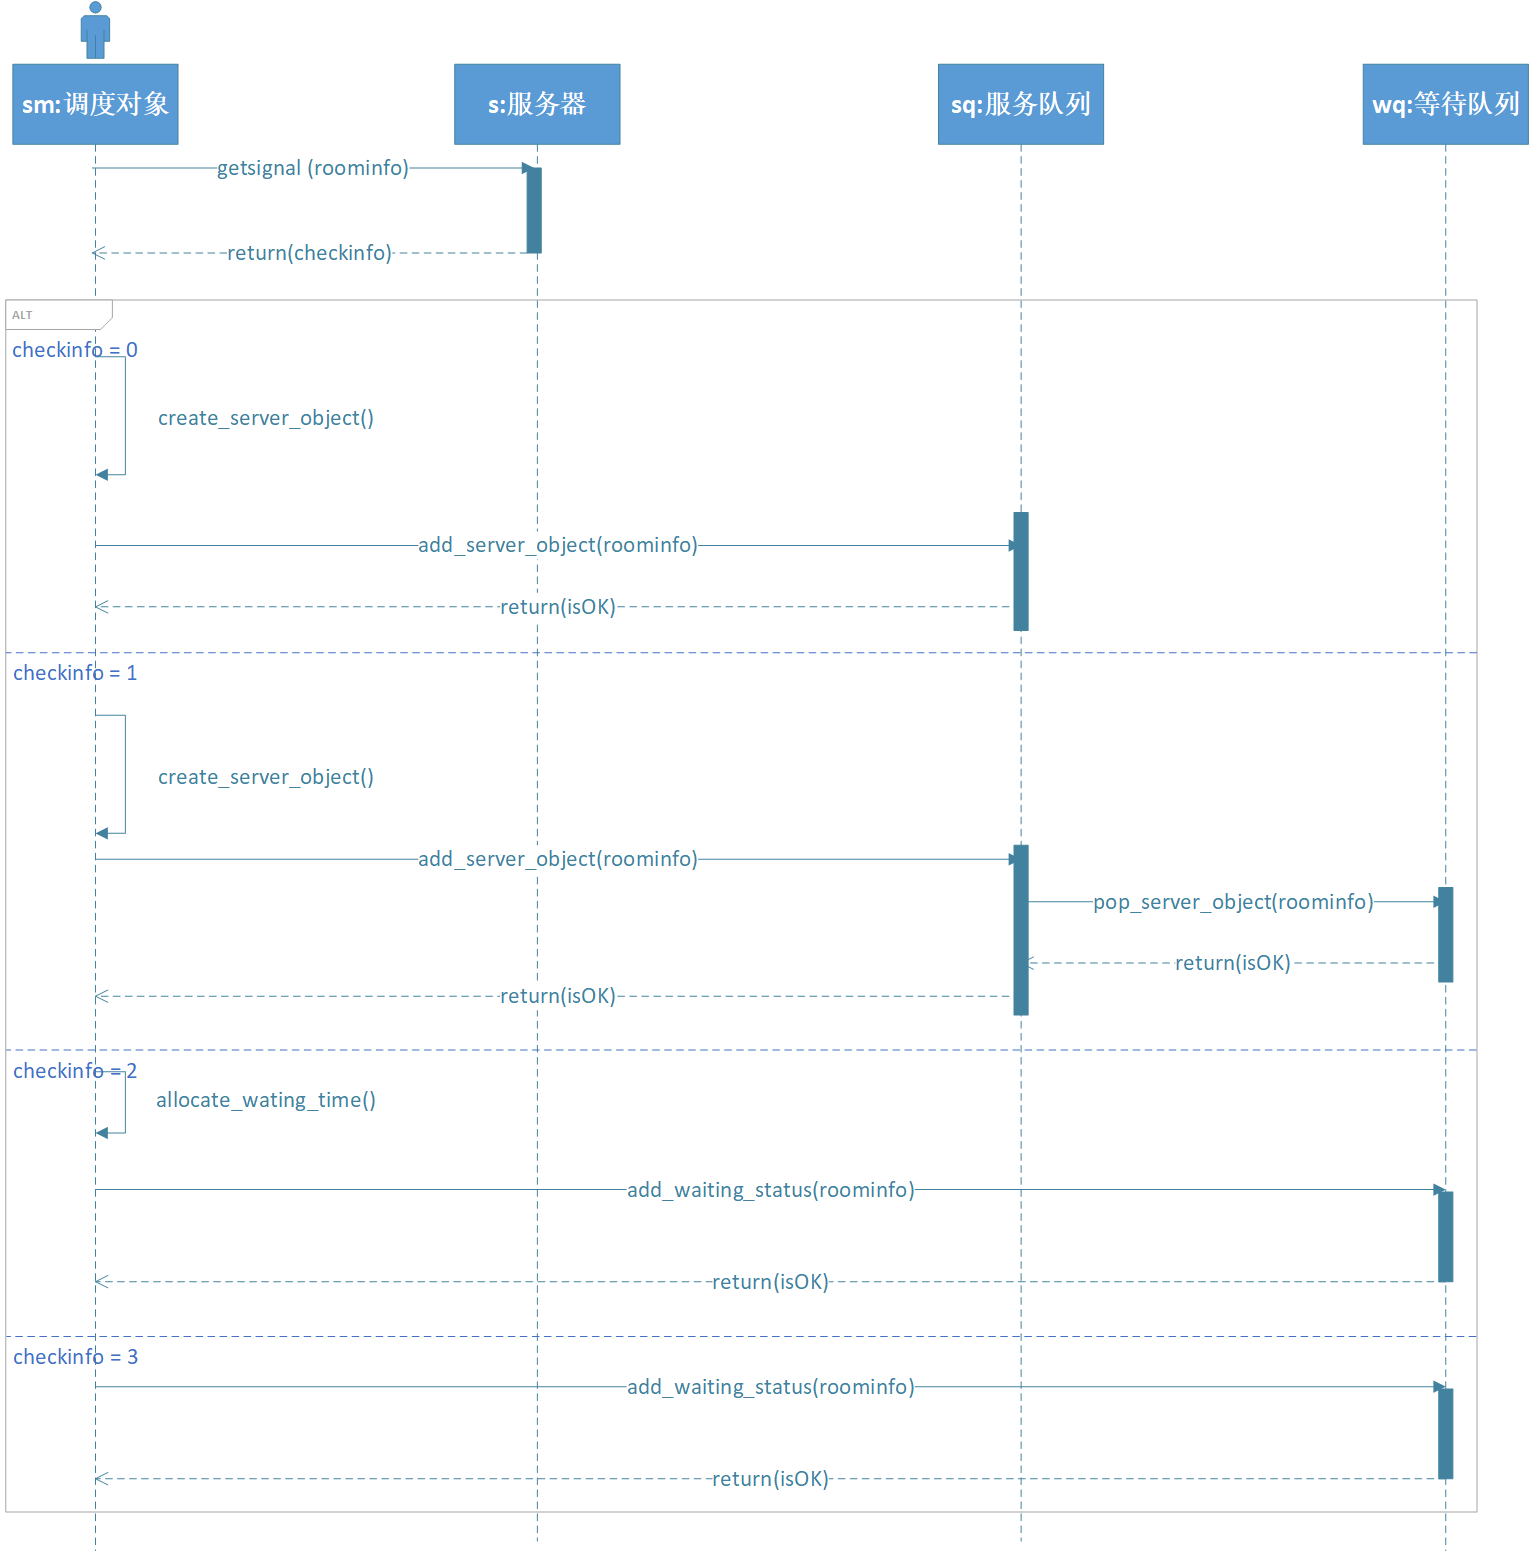 sm:调度对象
s:服务器
sq:服务队列
wq:等待队列
getsignal (roominfo)
return(checkinfo)
ALT
checkinfo = 0
create_server_object()
add_server_object(roominfo)
return(isOK)
checkinfo = 1
create_server_object()
add_server_object(roominfo)
pop_server_object(roominfo)
return(isOK)
return(isOK)
checkinfo = 2
allocate_wating_time()
add_waiting_status(roominfo)
return(isOK)
checkinfo = 3
add_waiting_status(roominfo)
return(isOK)